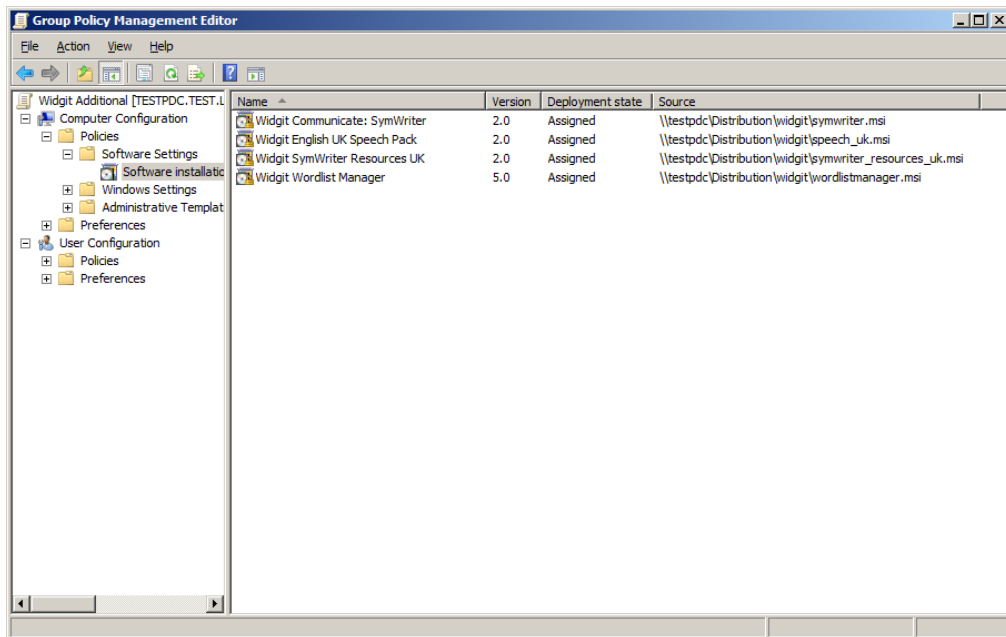 Group Policy Management Editor
File Action View Help
Widgit Additional [TESTPDC.TEST.L
Computer Configuration
Policies
Software Settings
Software installatic
Windows Settings
Administrative Templat
Preferences
User Configuration
Policies
Preferences
Name Version Deployment state Source
Widgit Communicate: SymWriter 2.0 Assigned \\testpdc\Distribution\widgit\symwriter.msi
Widgit English UK Speech Pack 2.0 Assigned \\testpdc\Distribution\widgit\speech_uk.msi
Widgit SymWriter Resources UK 2.0 Assigned \\testpdc\Distribution\widgit\symwriter_resources_uk.msi
Widgit Wordlist Manager 5.0 Assigned \\testpdc\Distribution\widgit\wordlistmanager.msi